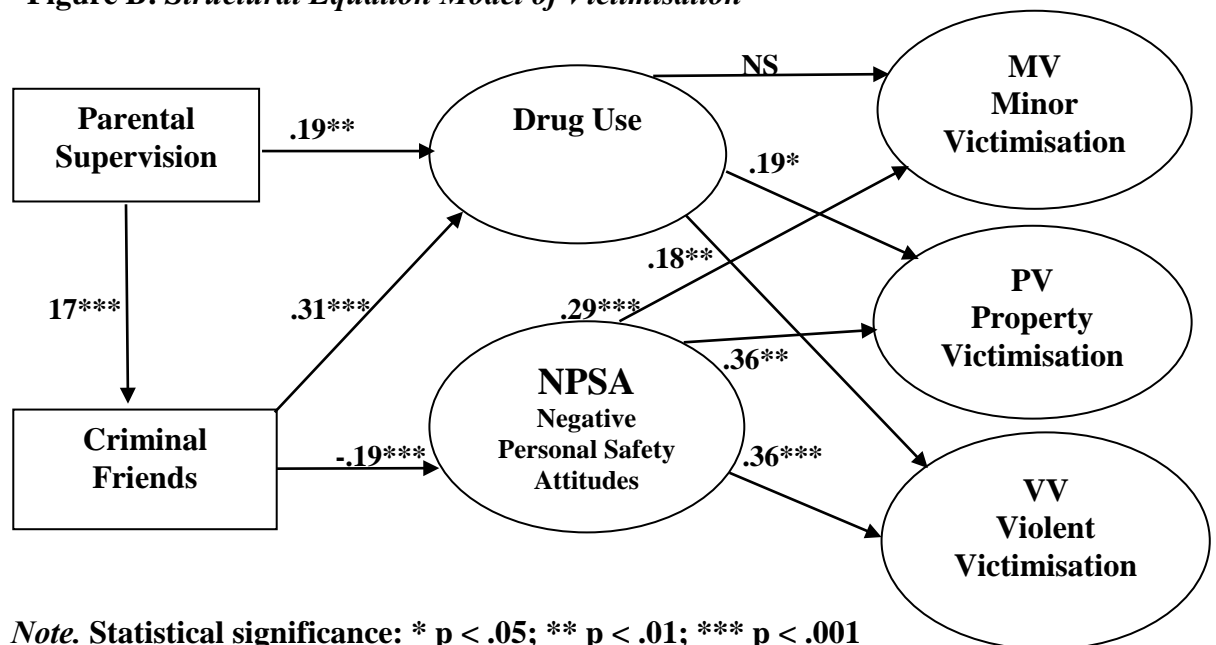 Figure B. Structural Equation Model of Victimisation
NS
MV
Minor
Victimisation
Parental
Supervision
.19**
Drug Use
.19*
.18**
17***
.31***
.29***
PV
Property
Victimisation
.36**
NPSA
Negative
Personal Safety
Attitudes
Criminal
Friends
-.19***
.36***
VV
Violent
Victimisation
Note. Statistical significance: * p < .05; ** p < .01; *** p < .001